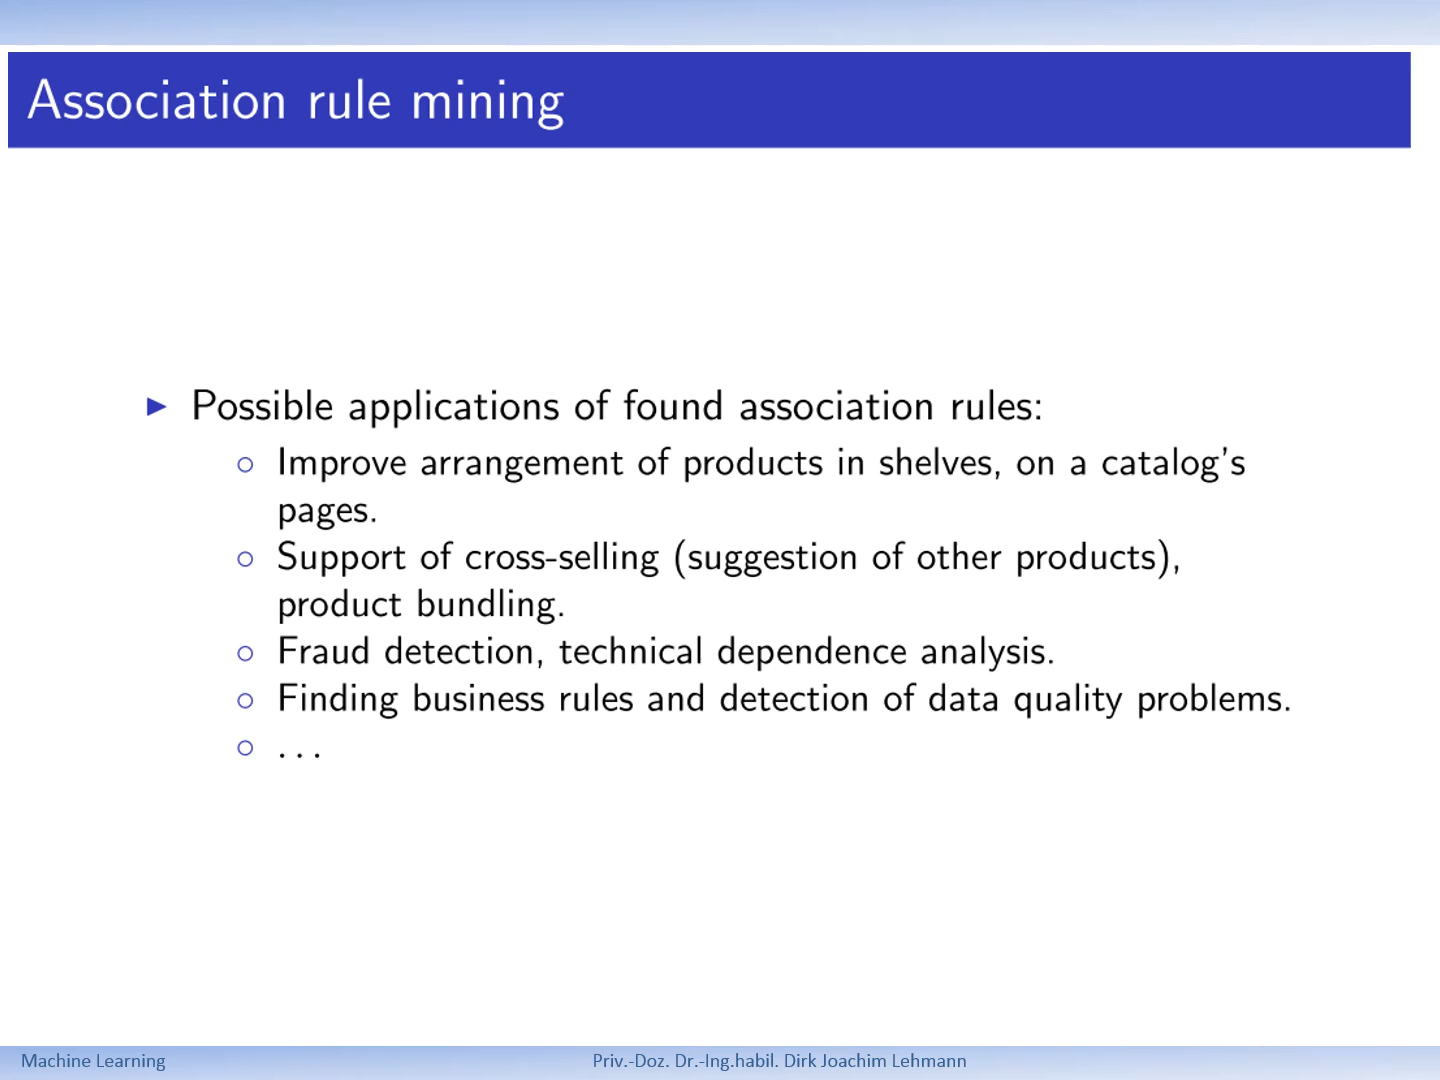 Association rule mining
▶ Possible applications of found association rules:
○ Improve arrangement of products in shelves, on a catalog's
pages.
○ Support of cross-selling (suggestion of other products),
product bundling.
○ Fraud detection, technical dependence analysis.
○ Finding business rules and detection of data quality problems.
○ ...
Machine Learning
Priv.-Doz. Dr.-Ing.habil. Dirk Joachim Lehmann